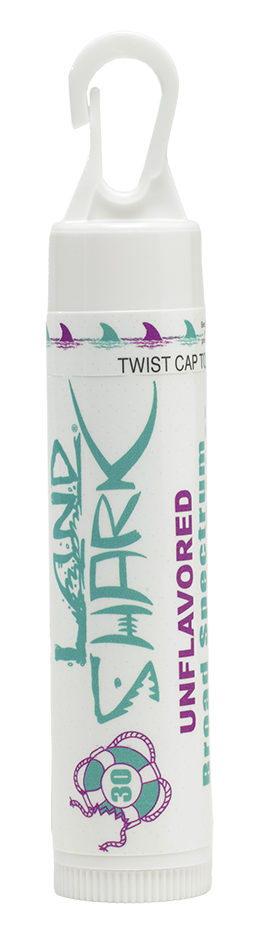 TWIST CAP TO
LAND®
SHARK
UNFLAVORED
Broad Spectrum
30